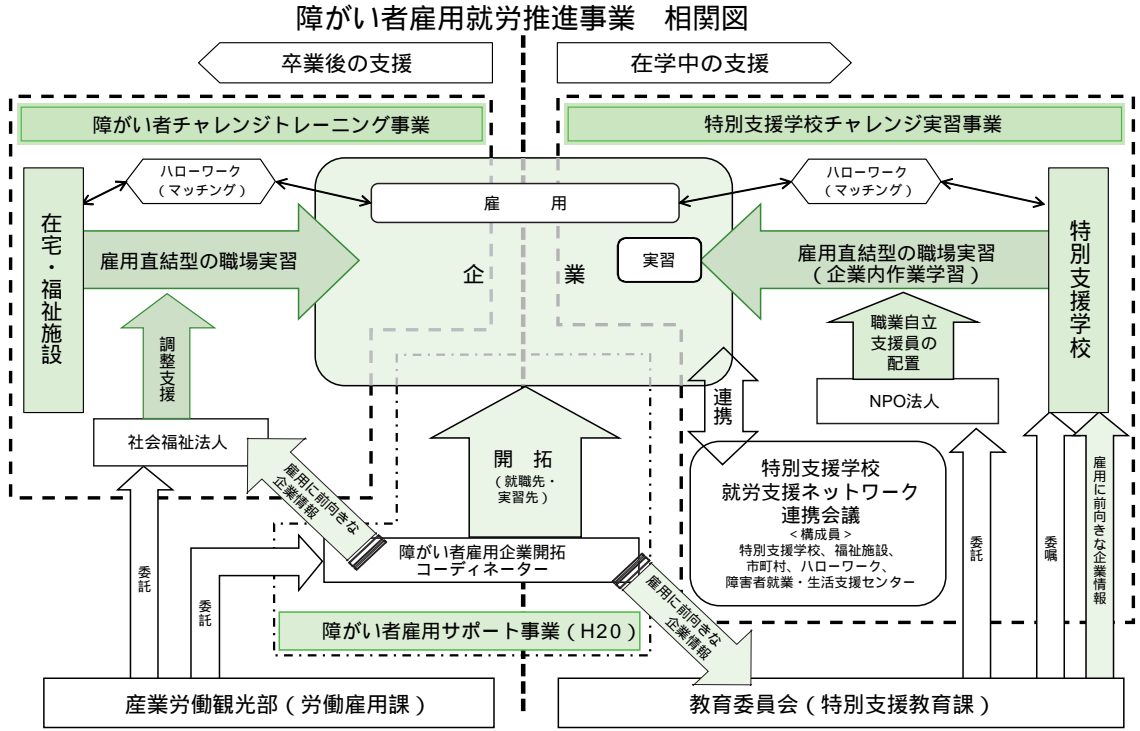 障がい者雇用就労推進事業　相関図
卒業後の支援
在学中の支援
障がい者チャレンジトレーニング事業
特別支援学校チャレンジ実習事業
ハローワーク
（マッチング）
ハローワーク
（マッチング）
雇　用
在宅・福祉施設
雇用直結型の職場実習
企　業
実習
雇用直結型の職場実習
（企業内作業学習）
特別支援学校
調整支援
職業自立
支援員の
配置
連携
NPO法人
社会福祉法人
開　拓
（就職先・
実習先）
雇用に前向きな
企業情報
特別支援学校
就労支援ネットワーク
連携会議
＜構成員＞
特別支援学校、福祉施設、
市町村、ハローワーク、
障害者就業・生活支援センター
雇用に前向きな企業情報
障がい者雇用企業開拓
コーディネーター
委託
委託
委託
委嘱
雇用に前向きな
企業情報
障がい者雇用サポート事業（H20）
産業労働観光部（労働雇用課）
教育委員会（特別支援教育課）